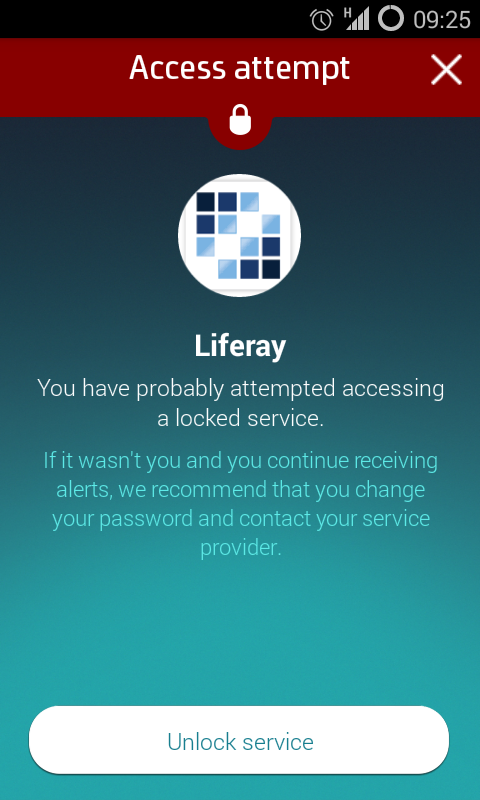 H 09:25
Access attempt
Liferay
You have probably attempted accessing
a locked service.
If it wasn't you and you continue receiving
alerts, we recommend that you change
your password and contact your service
provider.
Unlock service